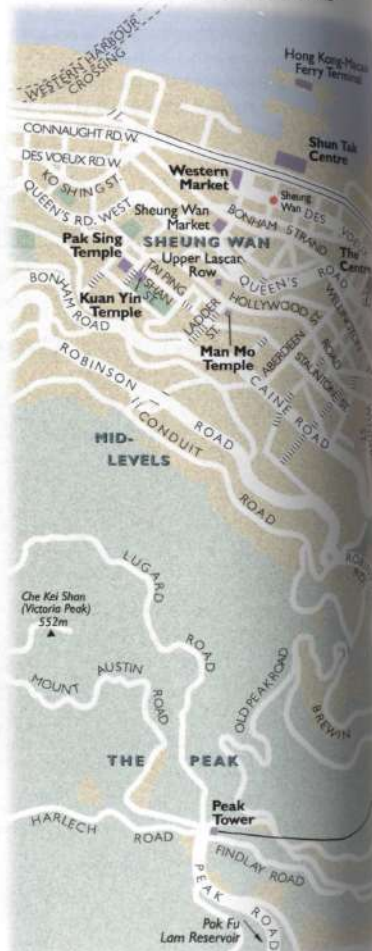 WESTERN HARBOUR
CROSSING
Hong Kong-Macau
Ferry Terminal
CONNAUGHT RD. W.
Shun Tak
Centre
DES VOEUX RD. W.
Western
Market
KO SHING ST.
Sheung
Wan
DES
QUEEN'S RD. WEST
Sheung Wan
Market
BONHAM STRAND
Pak Sing
Temple
SHEUNG WAN
The
Upper Lascar
Row
TAI PING SHAN ST.
QUEEN'S
ROAD
BONHAM ROAD
Kuan Yin
Temple
LADDER
ST.
HOLLYWOOD
ROAD
Man Mo
Temple
ABERDEEN
ST.
STAUNTON ST.
ROBINSON
ROAD
CAINE ROAD
MID-
LEVELS
CONDUIT
ROAD
LUGARD
ROAD
Che Kei Shan
(Victoria Peak)
552m
MOUNT
AUSTIN
ROAD
OLD PEAK ROAD
BREWIN
THE PEAK
Peak
Tower
HARLECH
ROAD
FINDLAY ROAD
PEAK
ROAD
Pok Fu
Lam Reservoir